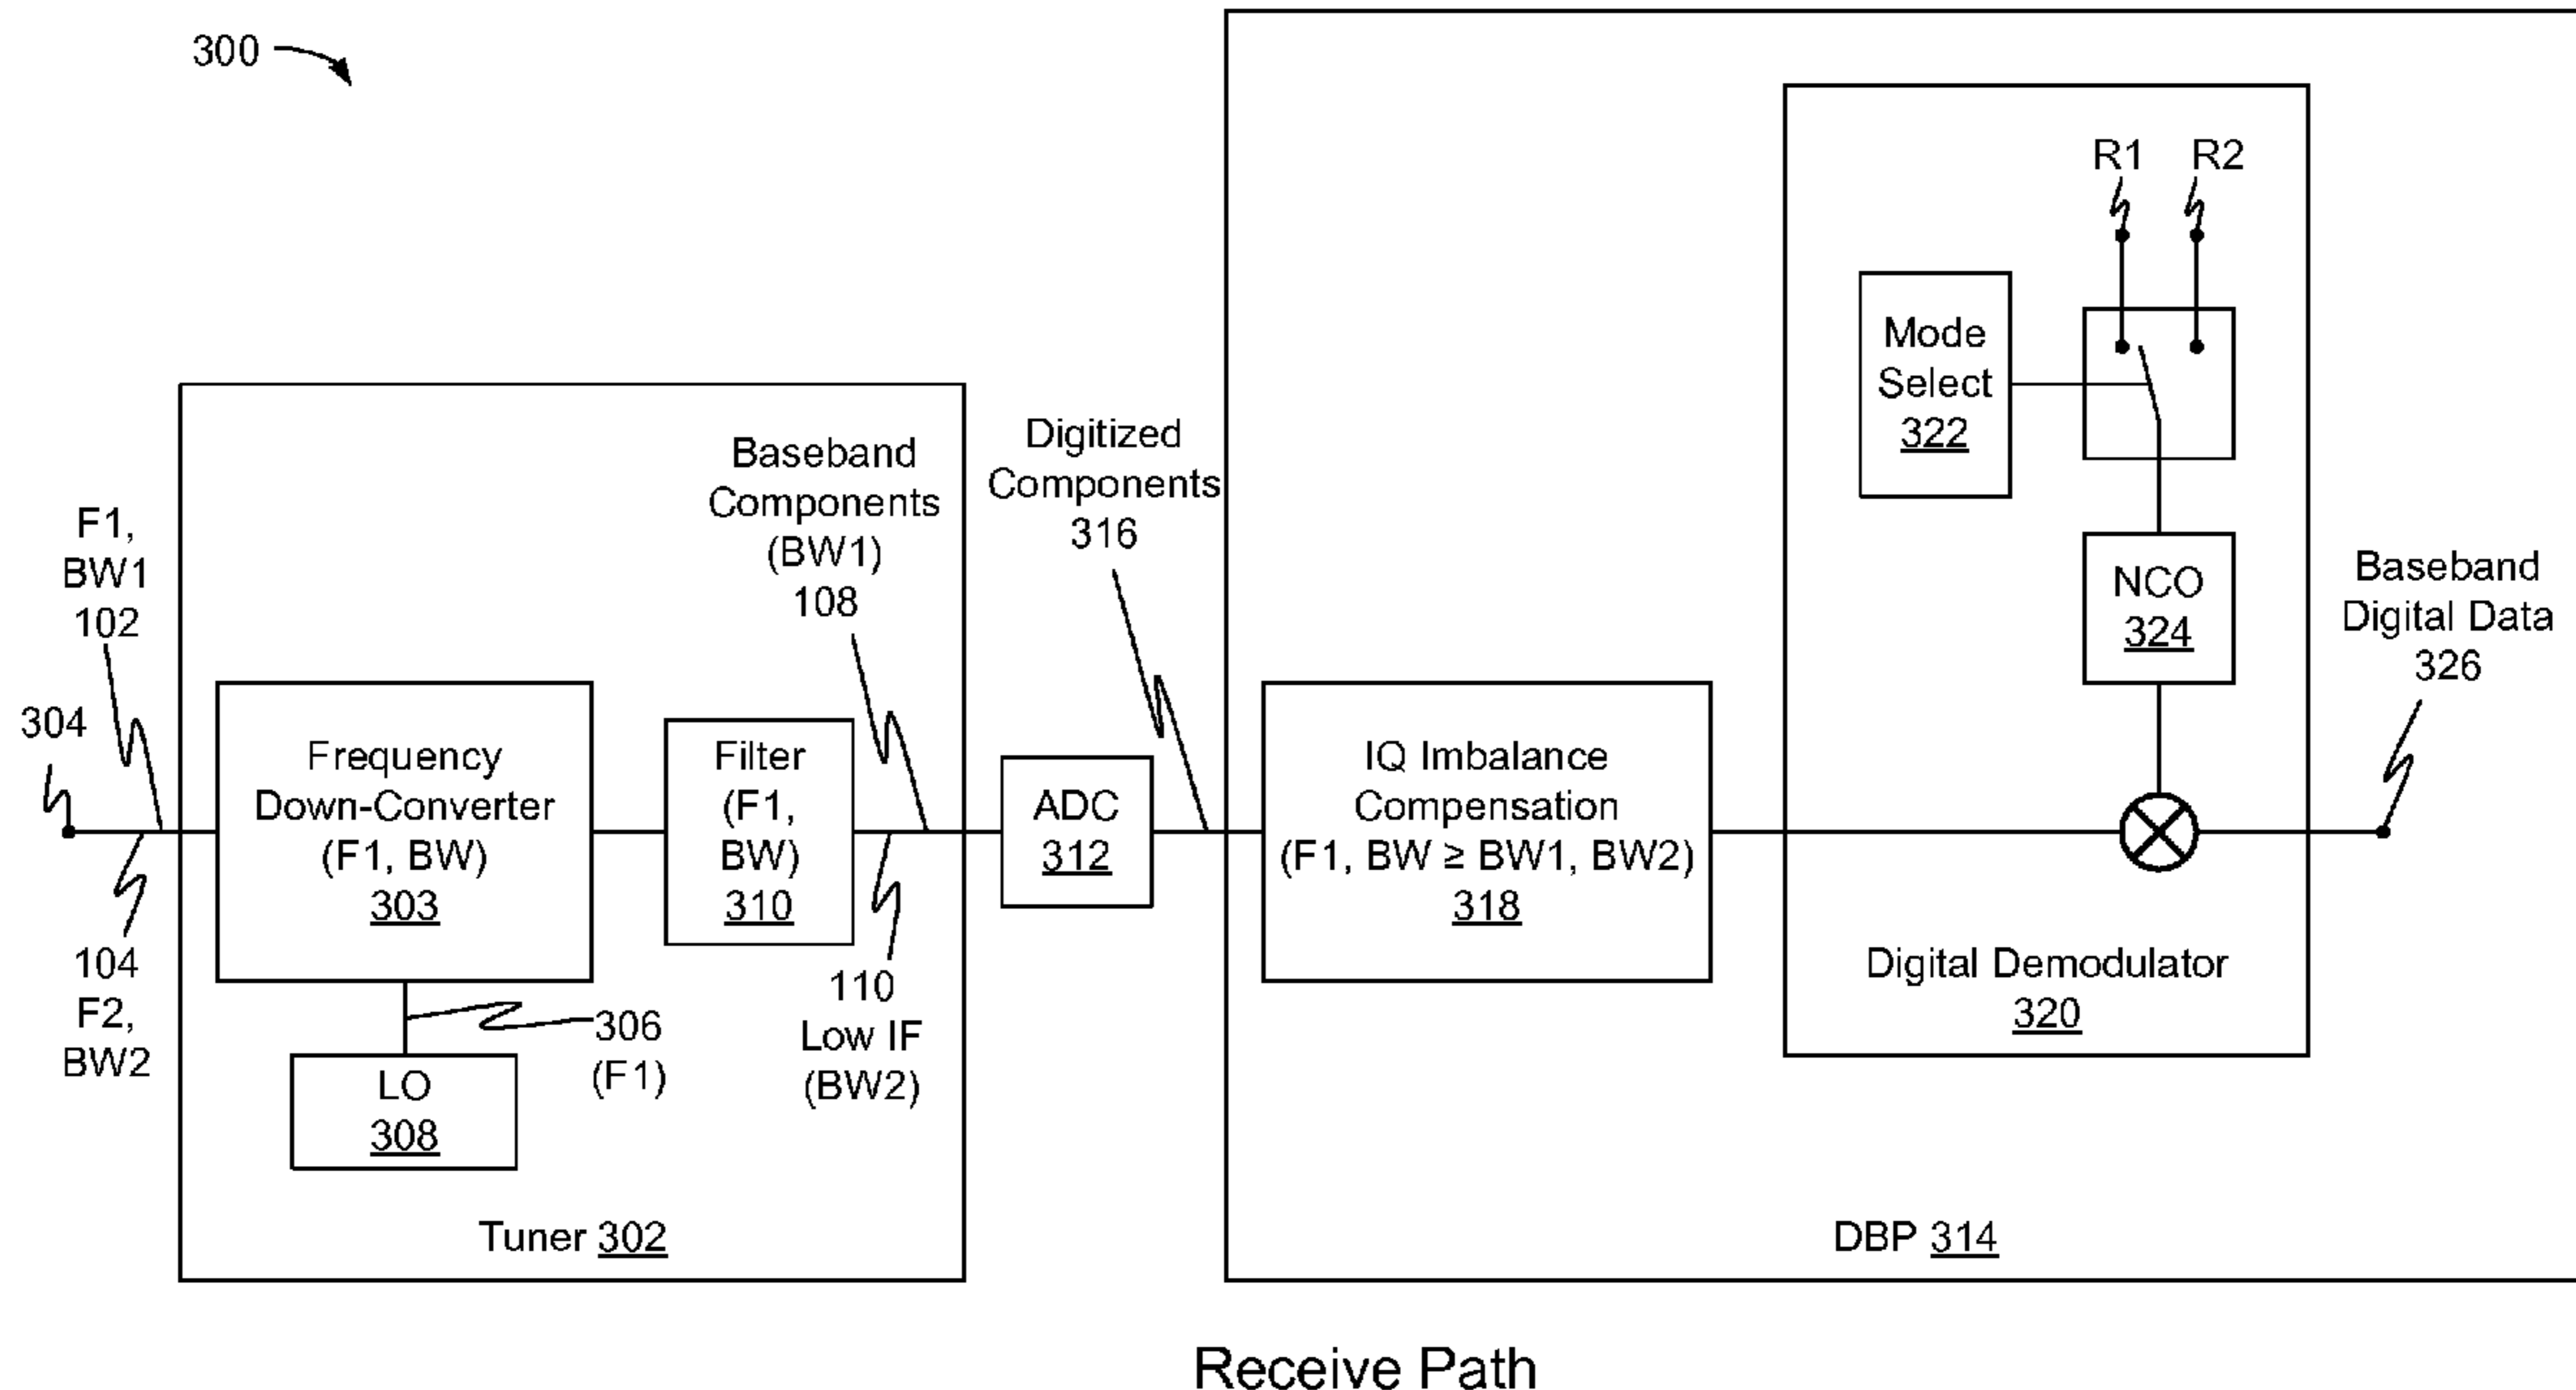 300
R1 R2
Mode
Select
322
NCO
324
F1,
BW1
102
304
104
F2,
BW2
Frequency
Down-Converter
(F1, BW)
303
306
(F1)
LO
308
Filter
(F1,
BW)
310
Baseband
Components
(BW1)
108
110
Low IF
(BW2)
Tuner 302
Digitized
Components
316
ADC
312
IQ Imbalance
Compensation
(F1, BW ≥ BW1, BW2)
318
Digital Demodulator
320
Baseband
Digital Data
326
DBP 314
Receive Path